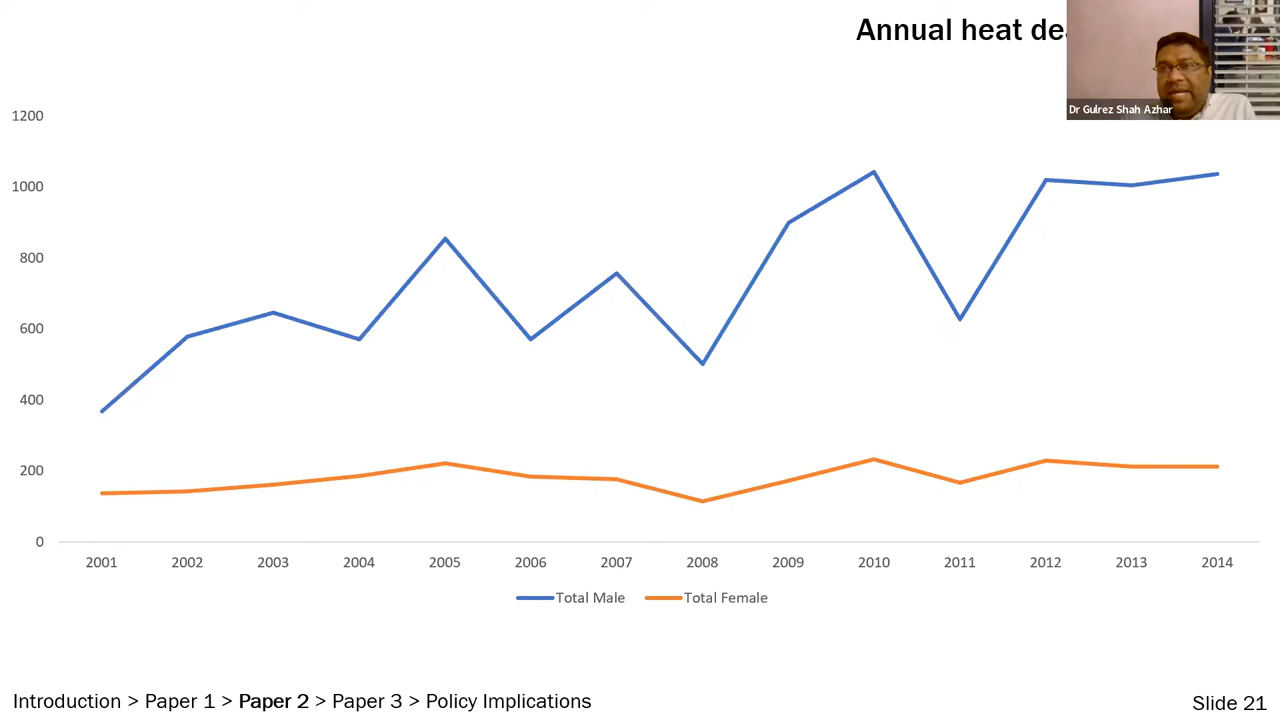 Annual heat
Dr Gulrez Shah Azhar
1200
1000
800
600
400
200
0
2001 2002 2003 2004 2005 2006 2007 2008 2009 2010 2011 2012 2013 2014
Total Male Total Female
Introduction > Paper 1 > Paper 2 > Paper 3 > Policy Implications
Slide 21